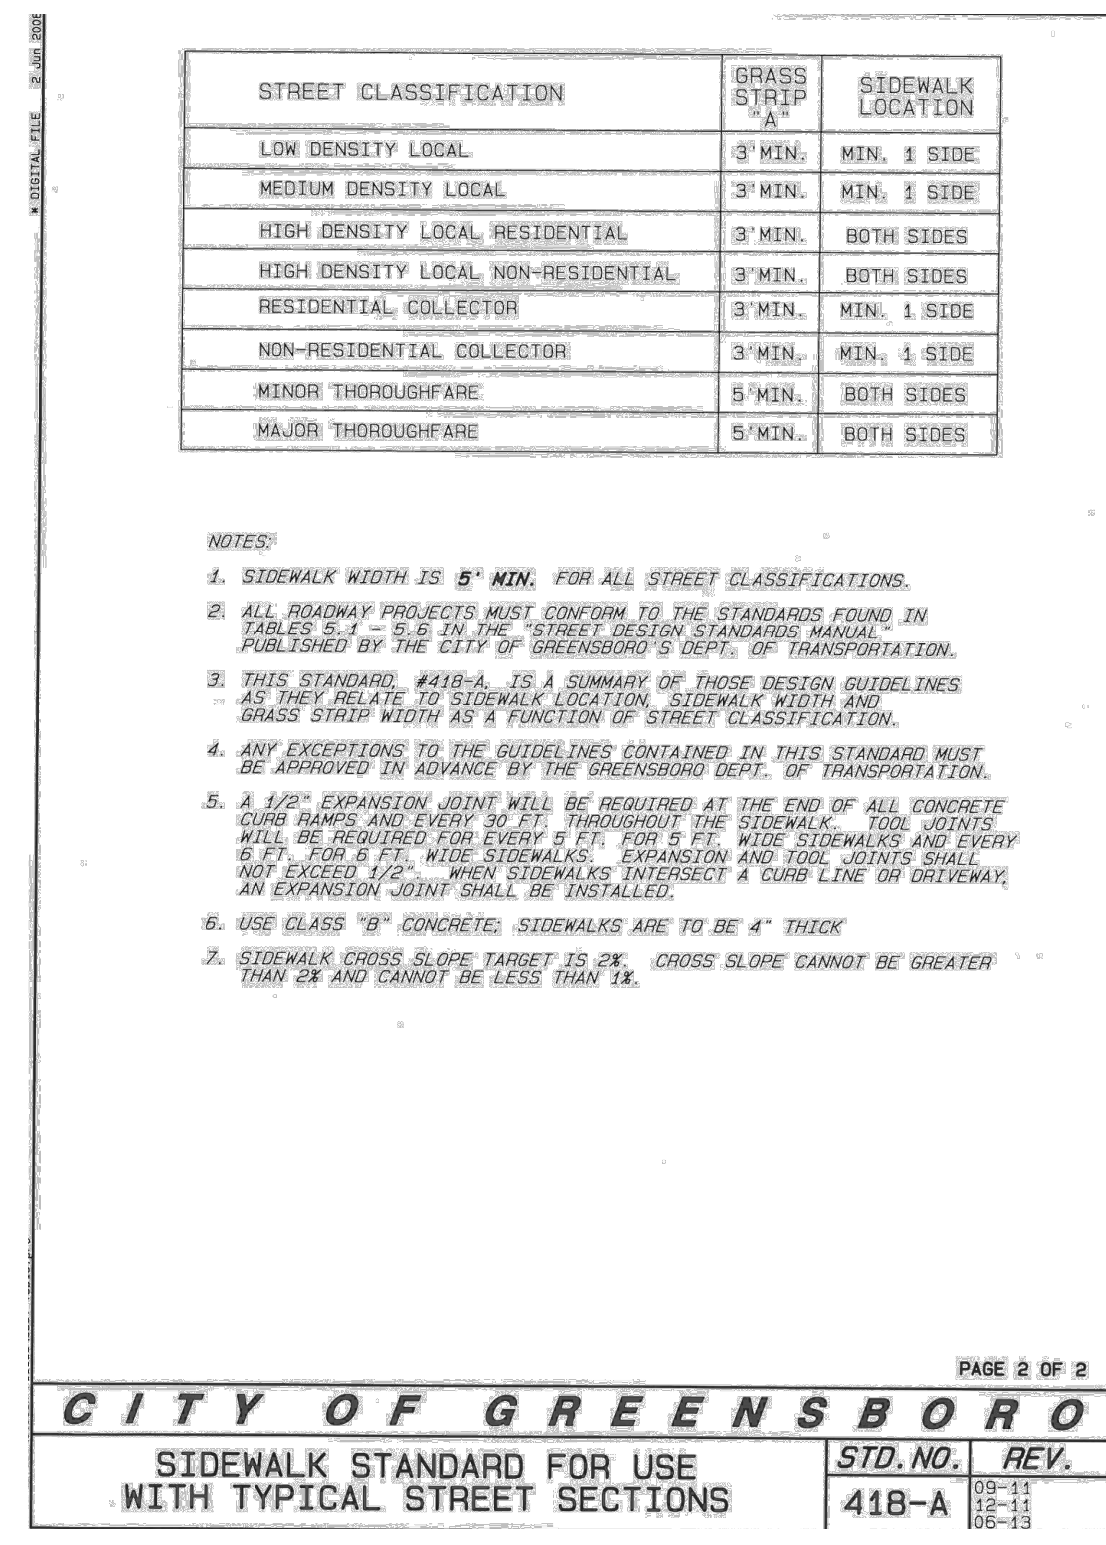 * DIGITAL FILE 2 Jun 2006
STREET CLASSIFICATION GRASS STRIP "A" SIDEWALK LOCATION
LOW DENSITY LOCAL 3'MIN. MIN. 1 SIDE
MEDIUM DENSITY LOCAL 3'MIN. MIN. 1 SIDE
HIGH DENSITY LOCAL RESIDENTIAL 3'MIN. BOTH SIDES
HIGH DENSITY LOCAL NON-RESIDENTIAL 3'MIN. BOTH SIDES
RESIDENTIAL COLLECTOR 3'MIN. MIN. 1 SIDE
NON-RESIDENTIAL COLLECTOR 3'MIN. MIN. 1 SIDE
MINOR THOROUGHFARE 5'MIN. BOTH SIDES
MAJOR THOROUGHFARE 5'MIN. BOTH SIDES
NOTES:
1. SIDEWALK WIDTH IS 5' MIN. FOR ALL STREET CLASSIFICATIONS.
2. ALL ROADWAY PROJECTS MUST CONFORM TO THE STANDARDS FOUND IN
TABLES 5.1 - 5.6 IN THE "STREET DESIGN STANDARDS MANUAL"
PUBLISHED BY THE CITY OF GREENSBORO'S DEPT. OF TRANSPORTATION.
3. THIS STANDARD, #418-A, IS A SUMMARY OF THOSE DESIGN GUIDELINES
AS THEY RELATE TO SIDEWALK LOCATION, SIDEWALK WIDTH AND
GRASS STRIP WIDTH AS A FUNCTION OF STREET CLASSIFICATION.
4. ANY EXCEPTIONS TO THE GUIDELINES CONTAINED IN THIS STANDARD MUST
BE APPROVED IN ADVANCE BY THE GREENSBORO DEPT. OF TRANSPORTATION.
5. A 1/2" EXPANSION JOINT WILL BE REQUIRED AT THE END OF ALL CONCRETE
CURB RAMPS AND EVERY 30 FT. THROUGHOUT THE SIDEWALK. TOOL JOINTS
WILL BE REQUIRED FOR EVERY 5 FT. FOR 5 FT. WIDE SIDEWALKS AND EVERY
6 FT. FOR 6 FT. WIDE SIDEWALKS. EXPANSION AND TOOL JOINTS SHALL
NOT EXCEED 1/2". WHEN SIDEWALKS INTERSECT A CURB LINE OR DRIVEWAY,
AN EXPANSION JOINT SHALL BE INSTALLED.
6. USE CLASS "B" CONCRETE; SIDEWALKS ARE TO BE 4" THICK
7. SIDEWALK CROSS SLOPE TARGET IS 2%. CROSS SLOPE CANNOT BE GREATER
THAN 2% AND CANNOT BE LESS THAN 1%.
PAGE 2 OF 2
CITY OF GREENSBORO
SIDEWALK STANDARD FOR USE
WITH TYPICAL STREET SECTIONS
STD. NO.
418-A
REV.
09-11
12-11
06-13